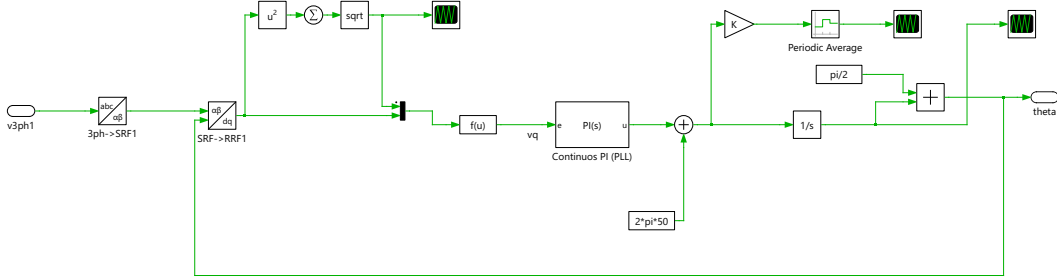 u²
Σ
sqrt
K
Periodic Average
pi/2
v3ph1
abc
αβ
3ph->SRF1
αβ
dq
SRF->RRF1
f(u)
vq
e
PI(s)
u
Continuos PI (PLL)
1/s
theta
2*pi*50